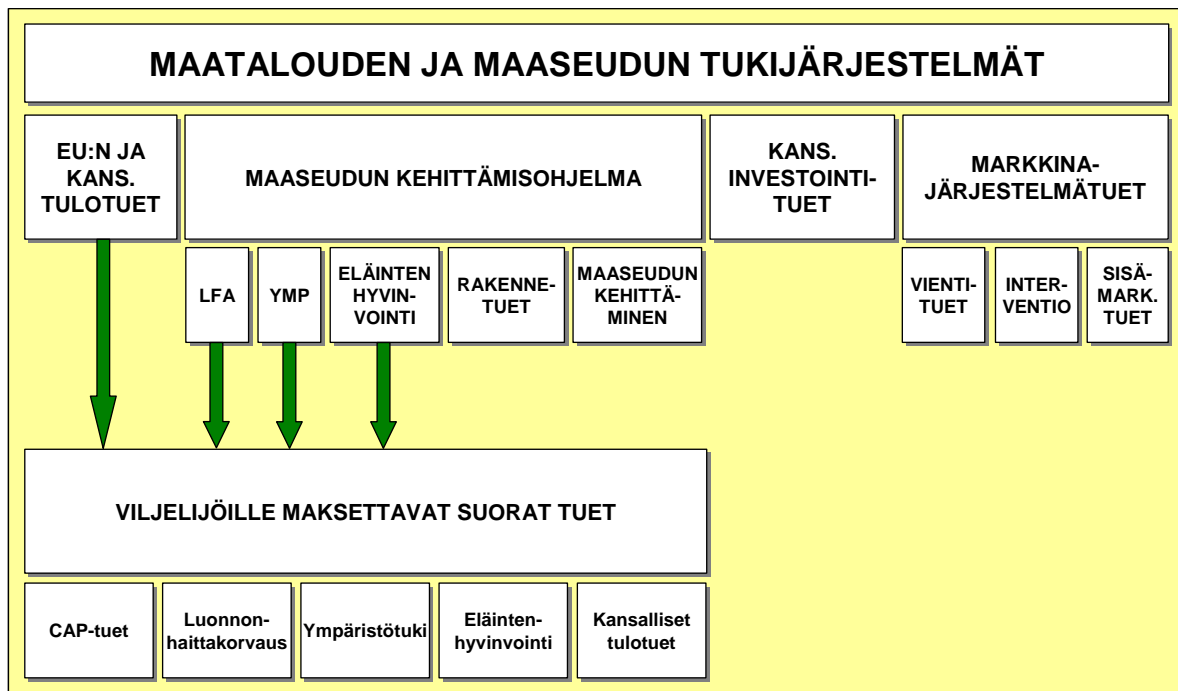 MAATALOUDEN JA MAASEUDUN TUKIJÄRJESTELMÄT
EU:N JA
KANS.
TULOTUET
MAASEUDUN KEHITTÄMISOHJELMA
KANS.
INVESTOINTI-
TUET
MARKKINA-
JÄRJESTELMÄTUET
LFA
YMP
ELÄINTEN
HYVIN-
VOINTI
RAKENNE-
TUET
MAASEUDUN
KEHITTÄ-
MINEN
VIENTI-
TUET
INTER-
VENTIO
SISÄ-
MARK.
TUET
VILJELIJÖILLE MAKSETTAVAT SUORAT TUET
CAP-tuet
Luonnon-
haittakorvaus
Ympäristötuki
Eläinten-
hyvinvointi
Kansalliset
tulotuet